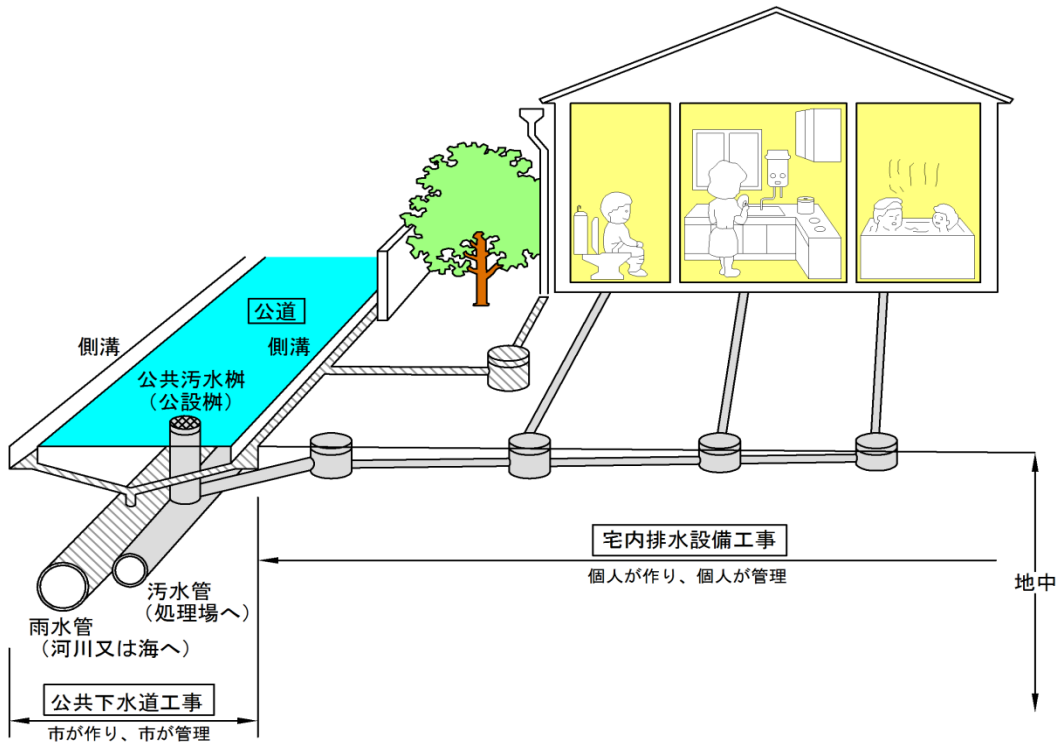 公道
側溝
側溝
公共汚水桝
（公設桝）
宅内排水設備工事
個人が作り、個人が管理
地中
汚水管
（処理場へ）
雨水管
（河川又は海へ）
公共下水道工事
市が作り、市が管理